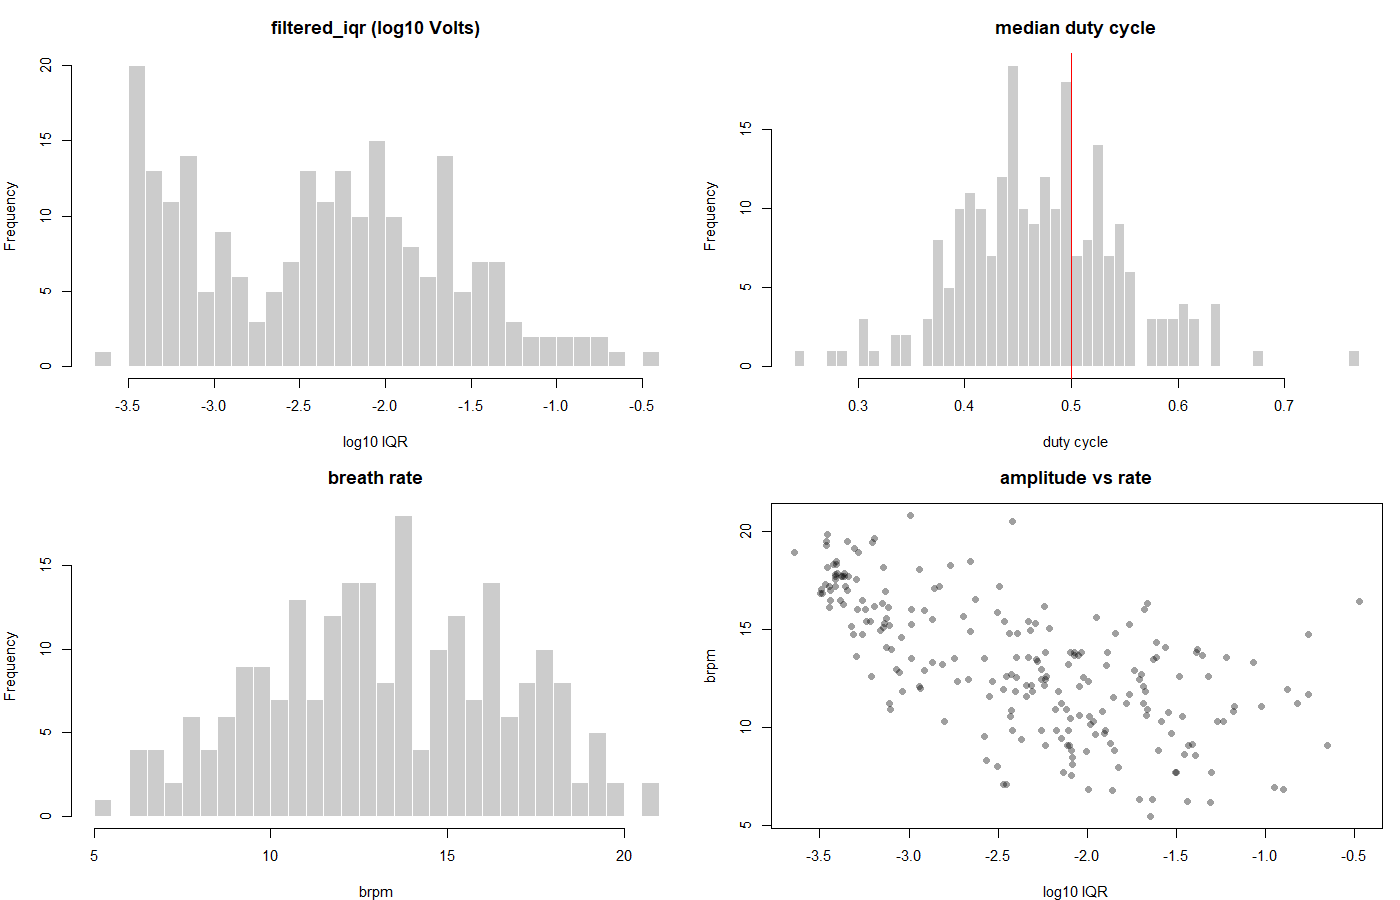 filtered_iqr (log10 Volts)
Frequency
20
15
10
5
0
-3.5 -3.0 -2.5 -2.0 -1.5 -1.0 -0.5
log10 IQR
median duty cycle
Frequency
15
10
5
0
0.3 0.4 0.5 0.6 0.7
duty cycle
breath rate
Frequency
15
10
5
0
5 10 15 20
brpm
amplitude vs rate
brpm
20
15
10
5
-3.5 -3.0 -2.5 -2.0 -1.5 -1.0 -0.5
log10 IQR